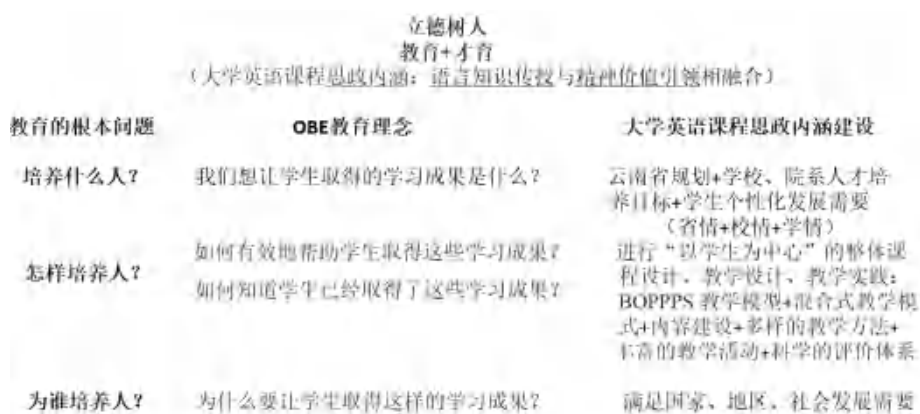 立德树人
教育+才育
（大学英语课程思政内涵：语言知识传授与精神价值引领相融合）
教育的根本问题 OBE教育理念 大学英语课程思政内涵建设
培养什么人？ 我们想让学生取得的学习成果是什么？ 云南省规划+学校、院系人才培
养目标+学生个性化发展需要
（省情+校情+学情）
怎样培养人？ 如何有效地帮助学生取得这些学习成果？
如何知道学生已经取得了这些学习成果？
进行“以学生为中心”的整体课
程设计、教学设计、教学实践：
BOPPPS 教学模型+混合式教学模
式+内容建设+多样的教学方法+
丰富的教学活动+科学的评价体系
为谁培养人？ 为什么要让学生取得这样的学习成果？ 满足国家、地区、社会发展需要